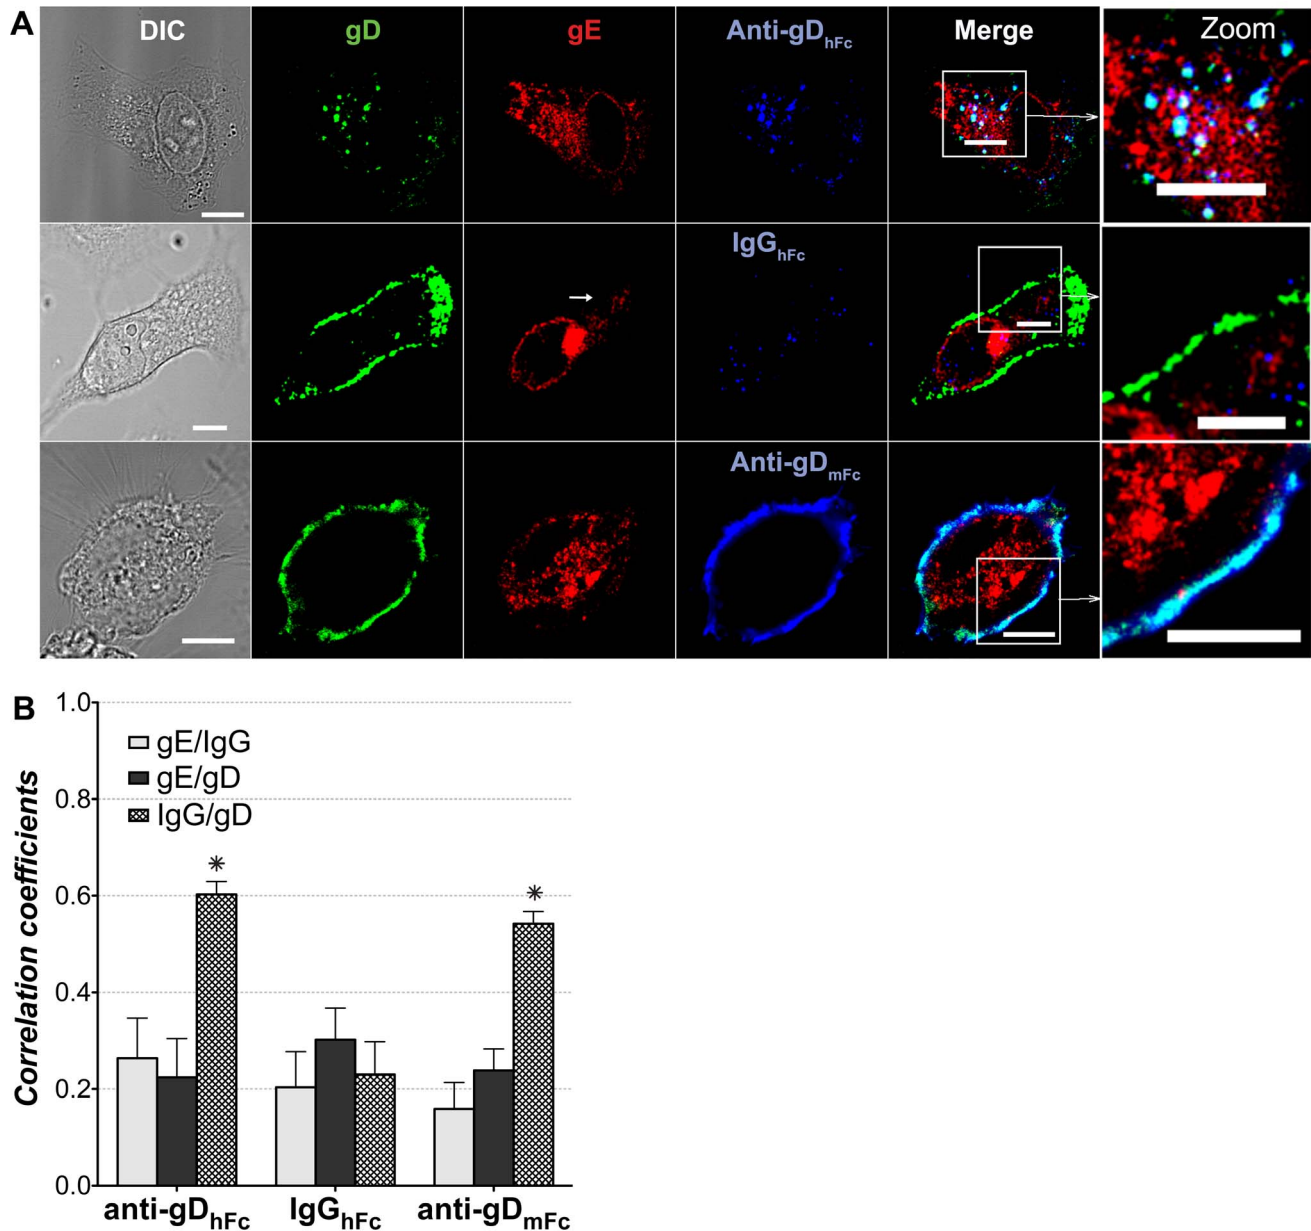 A
DIC
gD
gE
Anti-gDhFc
Merge
Zoom
IgGhFc
Anti-gDmFc
B
1.0
0.8
0.6
0.4
0.2
0.0
Correlation coefficients
gE/IgG
gE/gD
IgG/gD
*
*
anti-gDhFc
IgGhFc
anti-gDmFc